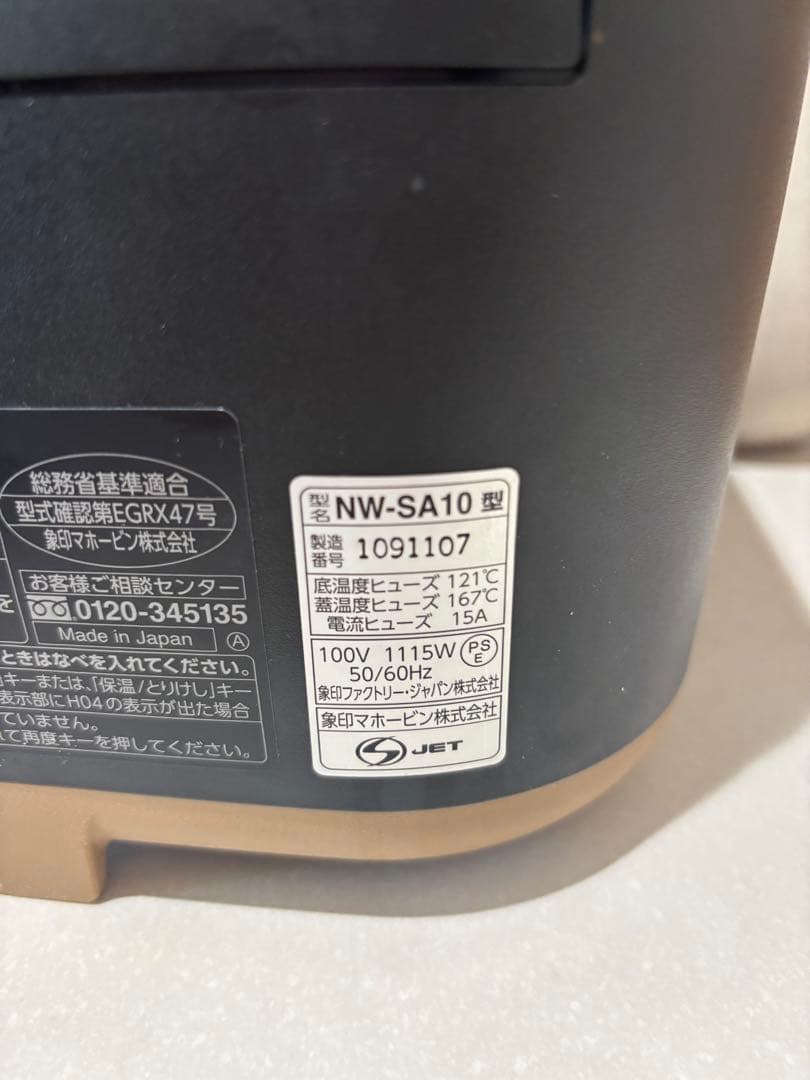 総務省基準適合
型式確認第EGRX47号
象印マホービン株式会社
お客様ご相談センター
0120-345135
Made in Japan
A
を
ときはなべを入れてください。
キーまたは、「保温/とりけし」キー
表示部にH04の表示が出た場合
ていません。
て再度キーを押してください。
型名 NW-SA10 型
製造番号 1091107
底温度ヒューズ 121℃
蓋温度ヒューズ 167℃
電流ヒューズ 15A
100V 1115W PSE
50/60Hz
象印ファクトリー・ジャパン株式会社
象印マホービン株式会社
S JET